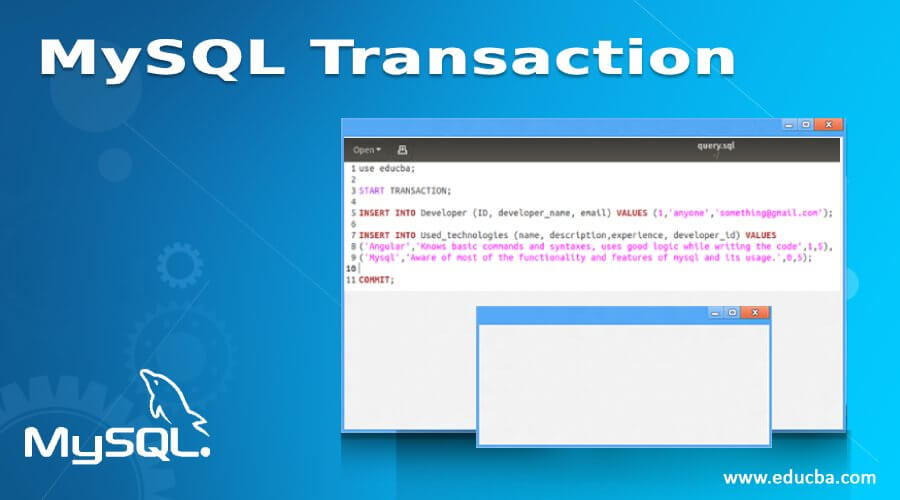 MySQL Transaction
Open
query.sql
1 use educba;
2
3 START TRANSACTION;
4
5 INSERT INTO Developer (ID, developer_name, email) VALUES (1,'anyone','something@gmail.com');
6
7 INSERT INTO Used_technologies (name, description,experience, developer_id) VALUES
8 ('Angular','Knows basic commands and syntaxes, uses good logic while writing the code',1,5),
9 ('Mysql','Aware of most of the functionality and features of mysql and its usage.',0,5);
10
11 COMMIT;
MySQL.
www.educba.com